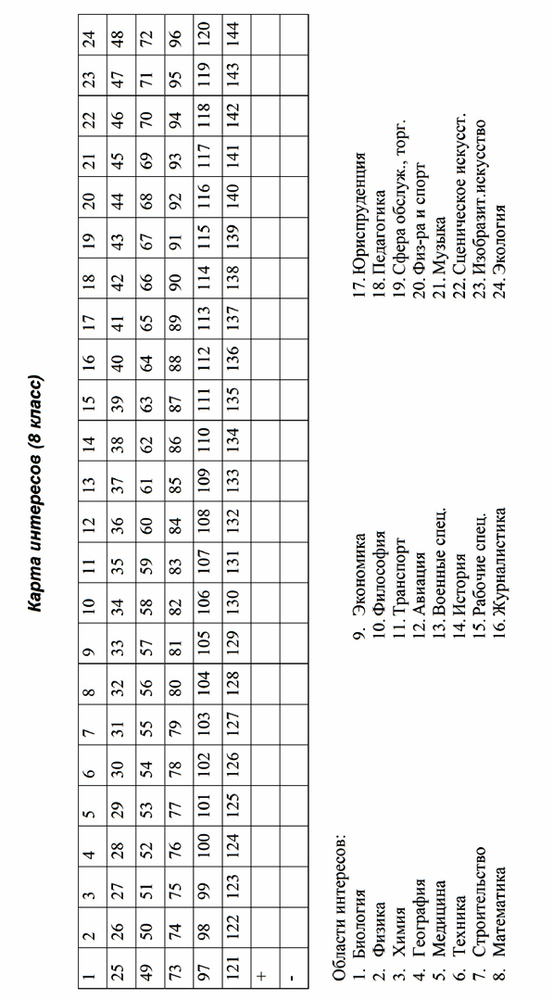 Карта интересов (8 класс)
1 2 3 4 5 6 7 8 9 10 11 12 13 14 15 16 17 18 19 20 21 22 23 24
25 26 27 28 29 30 31 32 33 34 35 36 37 38 39 40 41 42 43 44 45 46 47 48
49 50 51 52 53 54 55 56 57 58 59 60 61 62 63 64 65 66 67 68 69 70 71 72
73 74 75 76 77 78 79 80 81 82 83 84 85 86 87 88 89 90 91 92 93 94 95 96
97 98 99 100 101 102 103 104 105 106 107 108 109 110 111 112 113 114 115 116 117 118 119 120
121 122 123 124 125 126 127 128 129 130 131 132 133 134 135 136 137 138 139 140 141 142 143 144
+
-
Области интересов:
1. Биология
2. Физика
3. Химия
4. География
5. Медицина
6. Техника
7. Строительство
8. Математика
9. Экономика
10. Философия
11. Транспорт
12. Авиация
13. Военные спец.
14. История
15. Рабочие спец.
16. Журналистика
17. Юриспруденция
18. Педагогика
19. Сфера обслуж., торг.
20. Физ-ра и спорт
21. Музыка
22. Сценическое искусст.
23. Изобразит.искусство
24. Экология